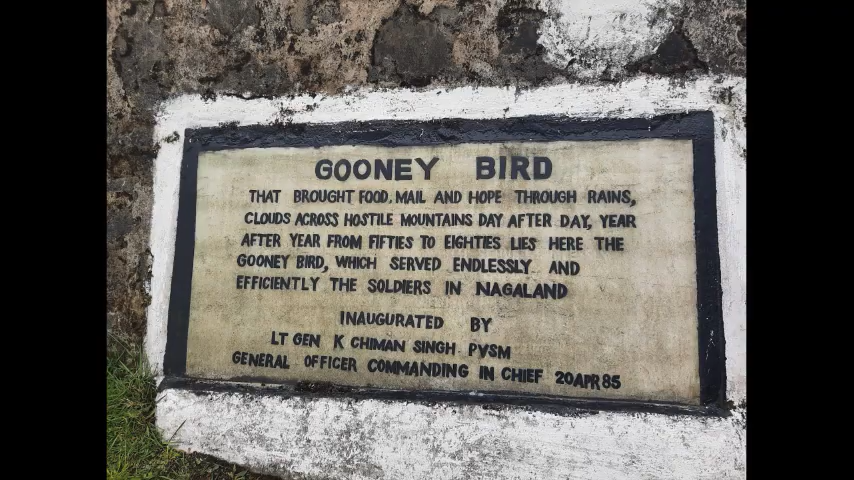 GOONEY BIRD
THAT BROUGHT FOOD, MAIL AND HOPE THROUGH RAINS,
CLOUDS ACROSS HOSTILE MOUNTAINS DAY AFTER DAY, YEAR
AFTER YEAR FROM FIFTIES TO EIGHTIES LIES HERE THE
GOONEY BIRD, WHICH SERVED ENDLESSLY AND
EFFICIENTLY THE SOLDIERS IN NAGALAND
INAUGURATED BY
LT GEN K CHIMAN SINGH PVSM
GENERAL OFFICER COMMANDING IN CHIEF 20APR85